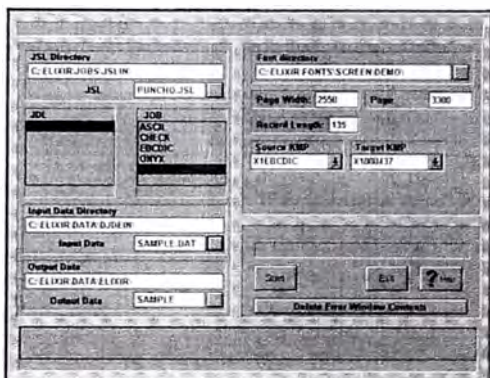 JSL Directory
C:\ELIXIR\JOBS\JSLIN\
JSL PUNCHO.JSL
JDL JOB
ASCII
CHECK
EBCDIC
ONYX
Input Data Directory
C:\ELIXIR\DATA\DJDEIN\
Input Data SAMPLE.DAT
Output Data
C:\ELIXIR\DATA\ELIXIR\
Output Data SAMPLE
Font directory
C:\ELIXIR\FONTS\SCREEN\DEMO\
Page Width: 2550 Page 3300
Record Length: 135
Source KMP Target KMP
X1EBCDIC
Start Exit ? Help
Delete Error Window Contents